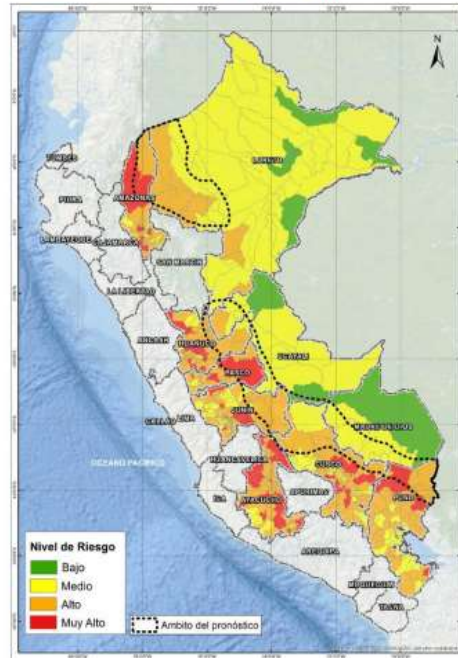 N
TUMBES
LORETO
PIURA
AMAZONAS
LAMBAYEQUE
CAJAMARCA
SAN MARTIN
LA LIBERTAD
ANCASH
HUANUCO
UCAYALI
PASCO
CALLAO
LIMA
JUNIN
MADRE DE DIOS
HUANCAVELICA
CUSCO
OCEANO PACIFICO
ICA
AYACUCHO
APURIMAC
PUNO
AREQUIPA
MOQUEGUA
TACNA
Nivel de Riesgo
Bajo
Medio
Alto
Muy Alto
Ambito del pronóstico